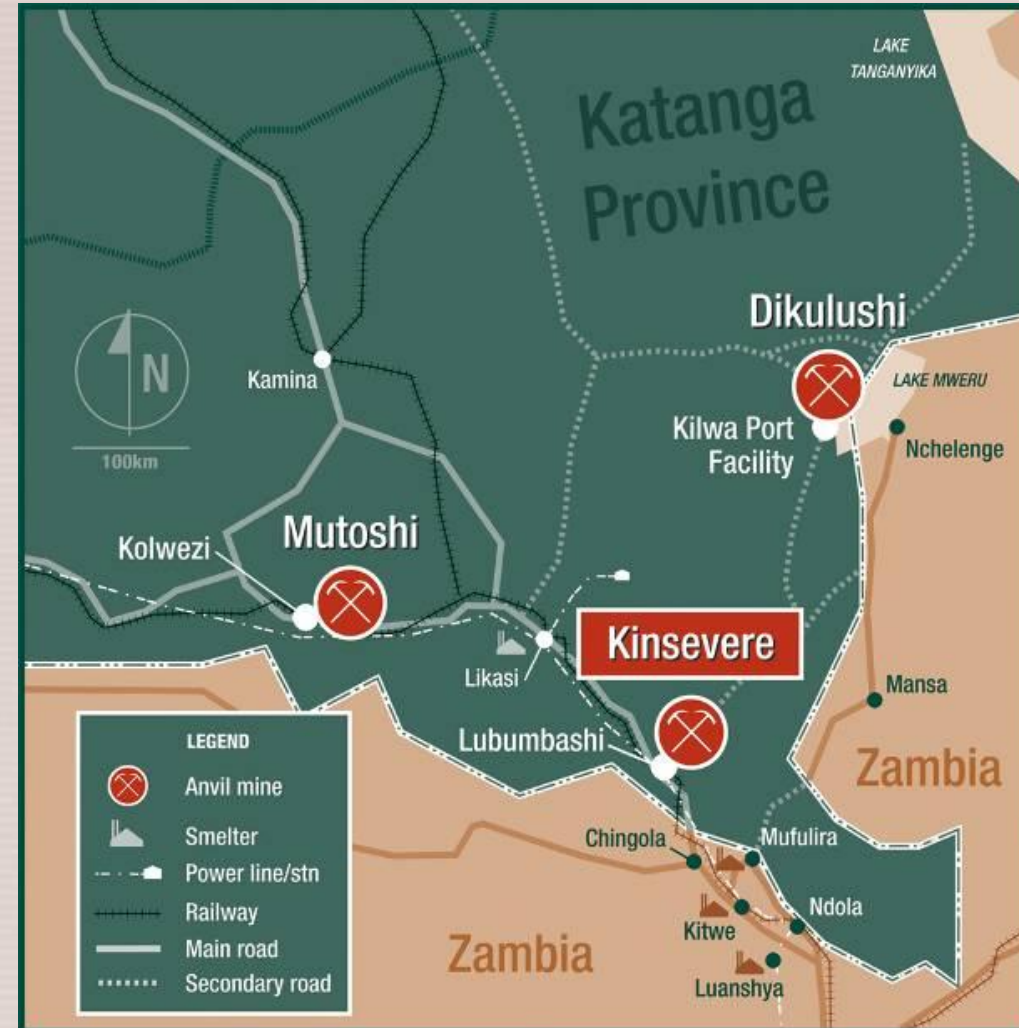 LAKE
TANGANYIKA
Katanga
Province
Dikulushi
N
Kamina
LAKE MWERU
Kilwa Port
Facility
Nchelenge
100km
Mutoshi
Kolwezi
Kinsevere
Likasi
Mansa
LEGEND
Lubumbashi
Zambia
Anvil mine
Smelter
Chingola
Mufulira
Power line/stn
Railway
Ndola
Main road
Kitwe
Zambia
Secondary road
Luanshya